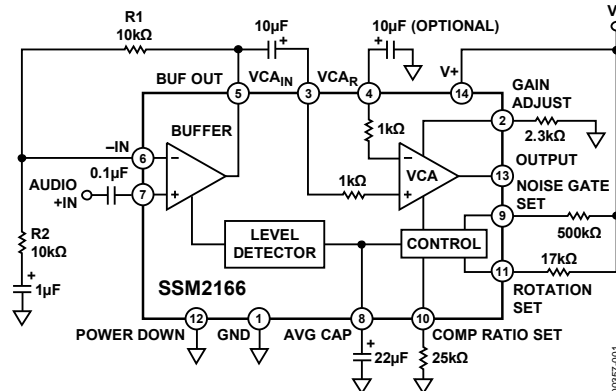 R1
10kΩ
10µF
+
10µF (OPTIONAL)
+
V
BUF OUT
VCAIN
VCAR
V+
5
3
4
14
GAIN
ADJUST
2
2.3kΩ
BUFFER
1kΩ
–IN
6
–
0.1µF
AUDIO
+IN
7
+
1kΩ
–
+
VCA
OUTPUT
13
NOISE GATE
SET
9
500kΩ
R2
10kΩ
+
1µF
LEVEL
DETECTOR
CONTROL
17kΩ
11
ROTATION
SET
SSM2166
12
1
8
10
POWER DOWN
GND
AVG CAP
COMP RATIO SET
+
22µF
25kΩ